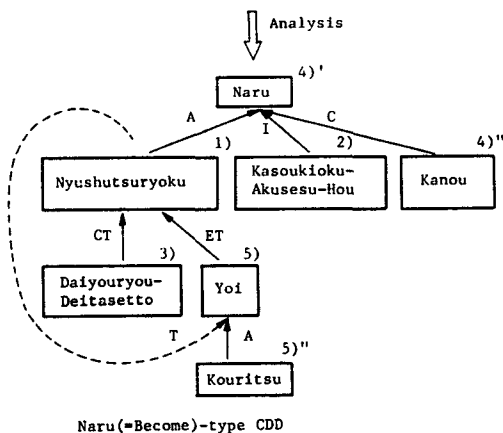 Analysis
4)'
Naru
A
I
C
1)
2)
4)"
Nyushutsuryoku
Kasoukioku-
Akusesu-Hou
Kanou
CT
ET
3)
5)
Daiyouryou-
Deitasetto
Yoi
T
A
5)"
Kouritsu
Naru(=Become)-type CDD